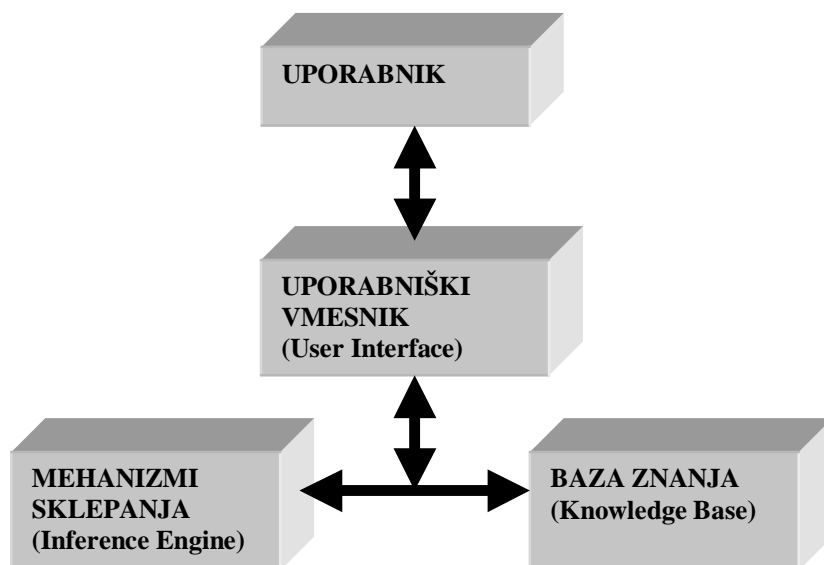 UPORABNIK
UPORABNIŠKI
VMESNIK
(User Interface)
MEHANIZMI
SKLEPANJA
(Inference Engine)
BAZA ZNANJA
(Knowledge Base)